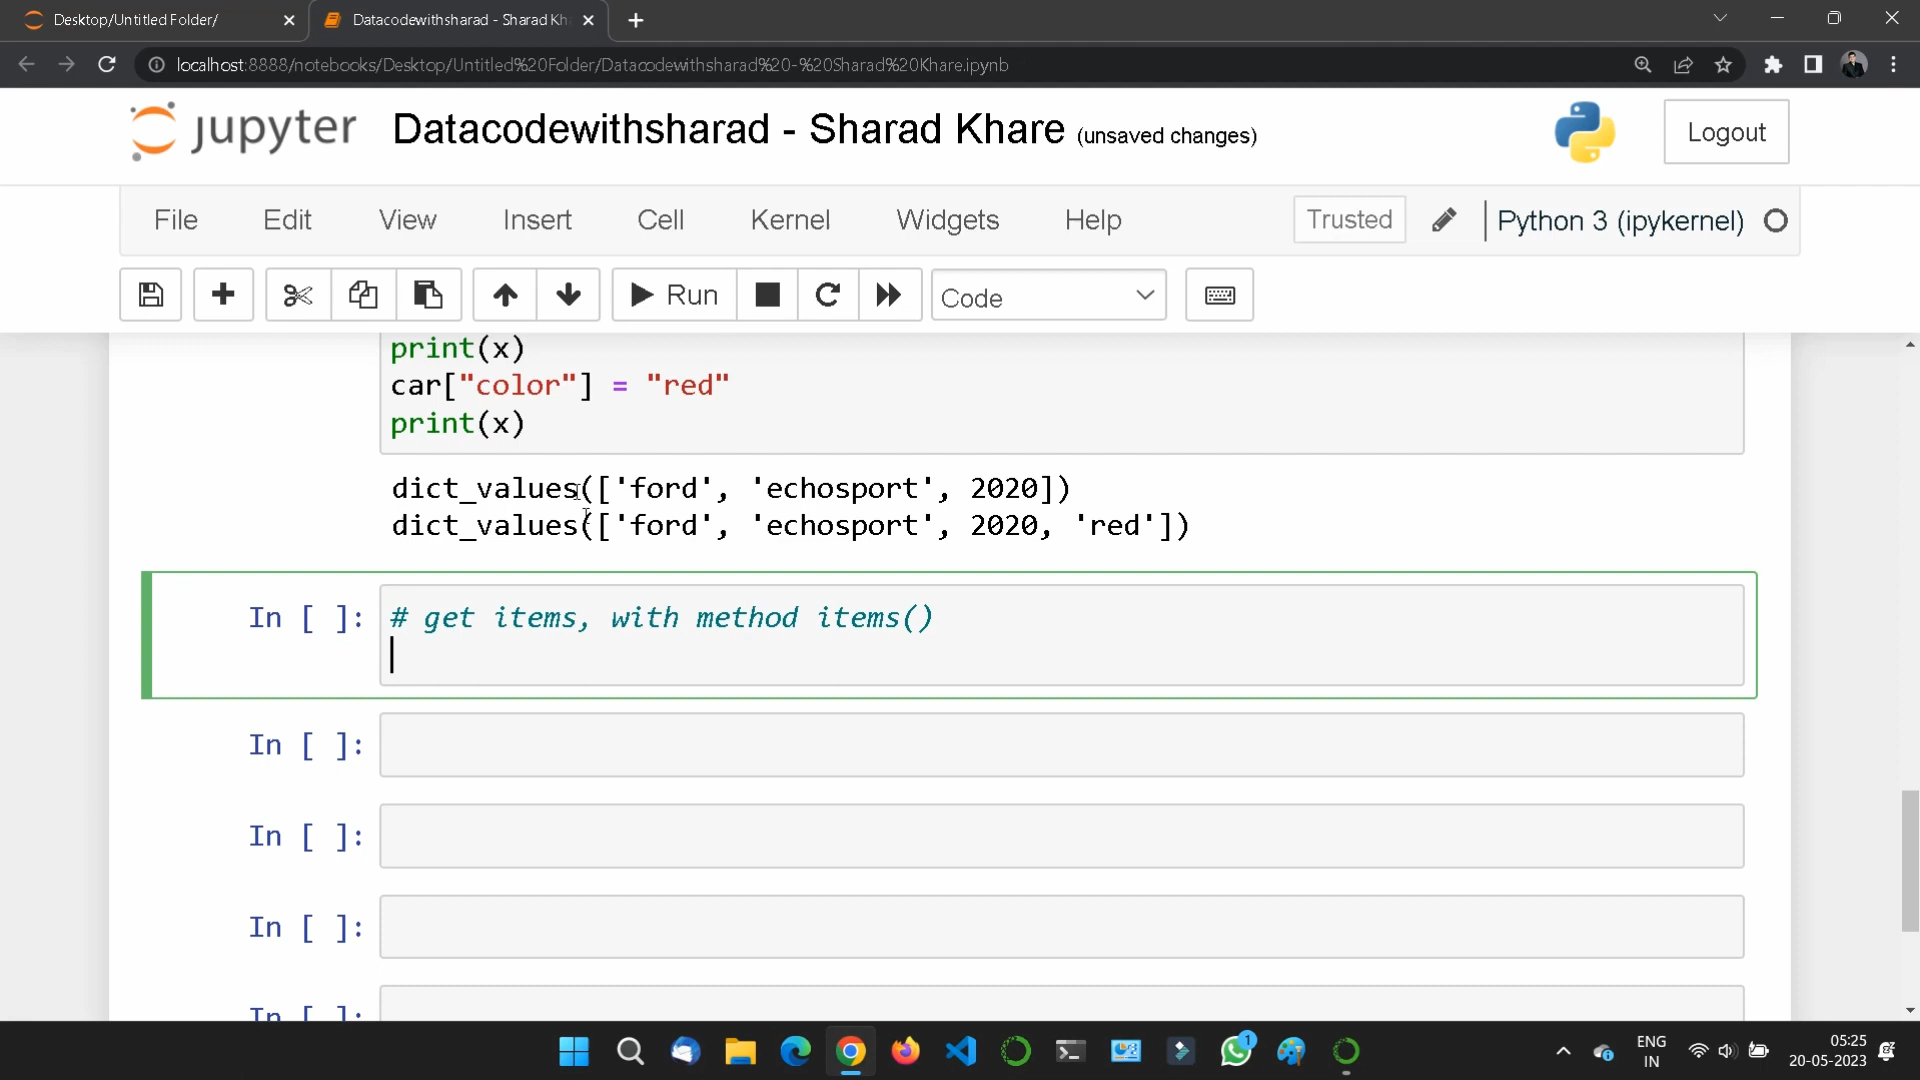 Desktop/Untitled Folder/
Datacodewithsharad - Sharad Kh
localhost:8888/notebooks/Desktop/Untitled%20Folder/Datacodewithsharad%20-%20Sharad%20Khare.ipynb
jupyter Datacodewithsharad - Sharad Khare (unsaved changes)
Logout
File Edit View Insert Cell Kernel Widgets Help Trusted Python 3 (ipykernel)
Run Code
print(x)
car["color"] = "red"
print(x)
dict_values(['ford', 'echosport', 2020])
dict_values(['ford', 'echosport', 2020, 'red'])
In [ ]: # get items, with method items()
In [ ]:
In [ ]:
In [ ]:
In [ ]:
1
ENG
IN
05:25
20-05-2023